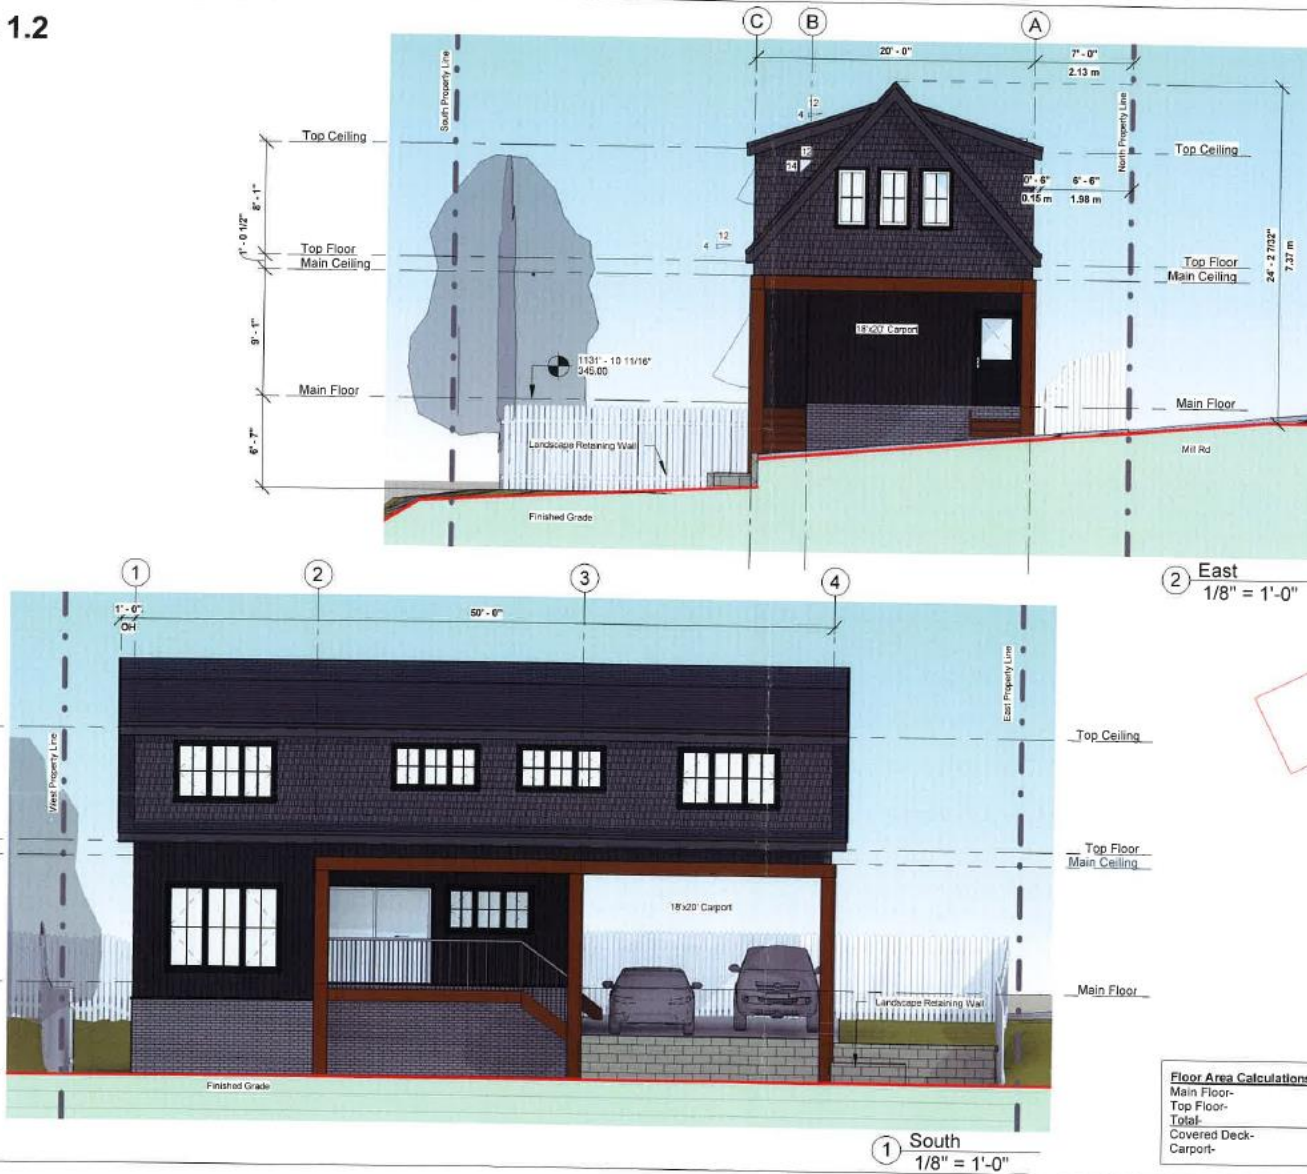 1.2
C
B
A
20' - 0"
7' - 0"
2.13 m
South Property Line
North Property Line
12
4
12
14
12
4
Top Ceiling
Top Ceiling
8' - 1"
0' - 6"
0.15 m
6' - 6"
1.98 m
1' - 0 1/2"
Top Floor
Main Ceiling
Top Floor
Main Ceiling
24' - 2 7/32"
7.37 m
9' - 1"
18'x20' Carport
1131' - 10 11/16"
345.00
Main Floor
Main Floor
6' - 7"
Landscape Retaining Wall
Mill Rd
Finished Grade
2
East
1/8" = 1'-0"
1
2
3
4
1' - 0"
OH
50' - 0"
West Property Line
East Property Line
Top Ceiling
Top Floor
Main Ceiling
18'x20' Carport
Main Floor
Landscape Retaining Wall
Finished Grade
1
South
1/8" = 1'-0"
Floor Area Calculations
Main Floor-
Top Floor-
Total-
Covered Deck-
Carport-